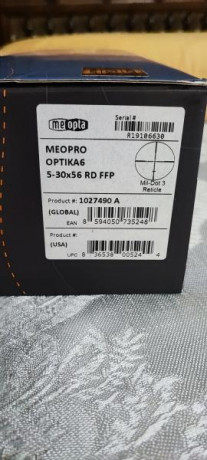 meopta
Serial #
R19106630
MEOPRO
OPTIKA6
5-30x56 RD FFP
Mil-Dot 3
Reticle
Product #: 1027490 A
(GLOBAL)
EAN 8 594050 735248
Product #:
(USA)
UPC 8 36538 00524 4